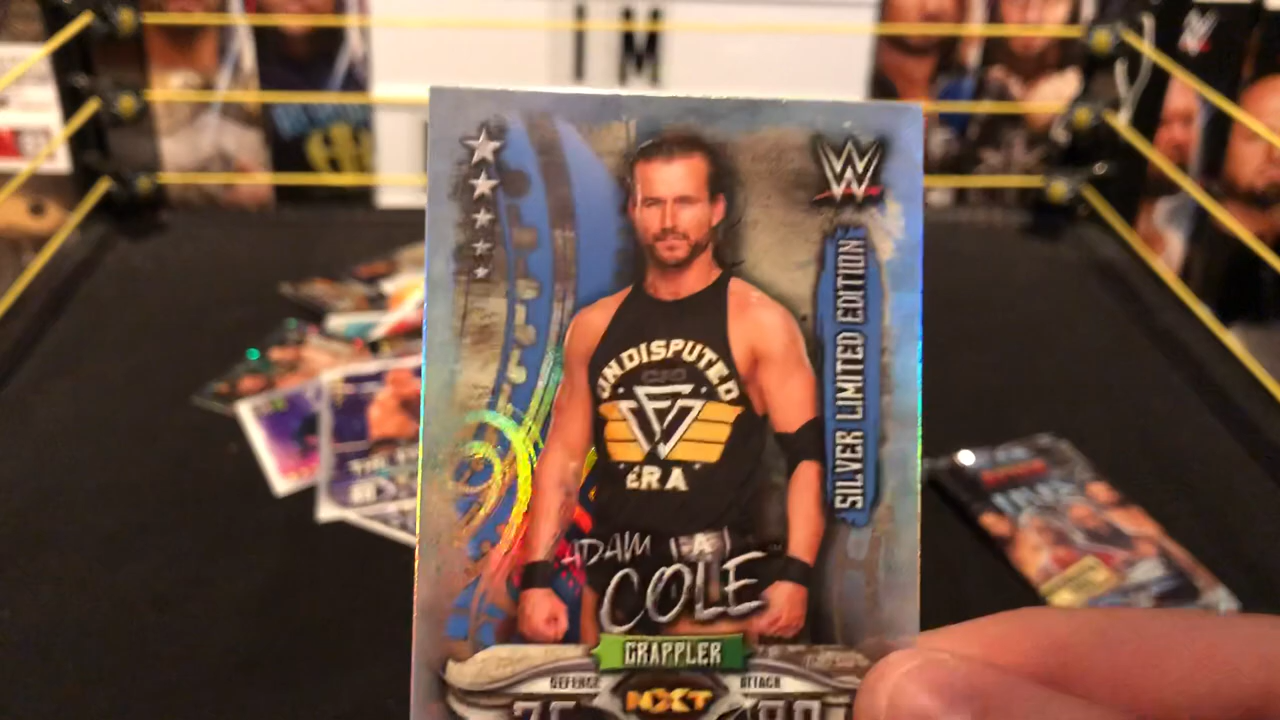 I M
W
SILVER LIMITED EDITION
UNDISPUTED
ERA
ADAM
COLE
GRAPPLER
DEFENCE
ATTACK
NXT